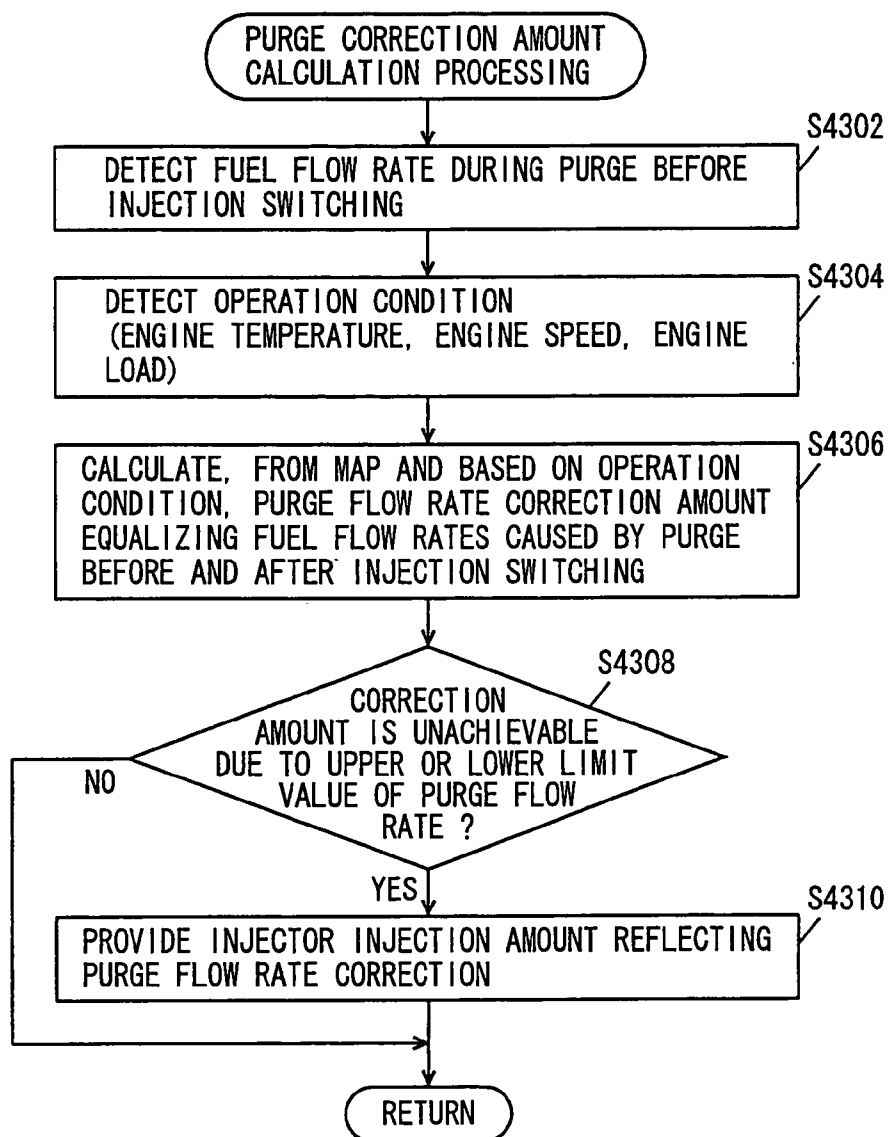 PURGE CORRECTION AMOUNT
CALCULATION PROCESSING
S4302
DETECT FUEL FLOW RATE DURING PURGE BEFORE
INJECTION SWITCHING
S4304
DETECT OPERATION CONDITION
(ENGINE TEMPERATURE, ENGINE SPEED, ENGINE
LOAD)
S4306
CALCULATE, FROM MAP AND BASED ON OPERATION
CONDITION, PURGE FLOW RATE CORRECTION AMOUNT
EQUALIZING FUEL FLOW RATES CAUSED BY PURGE
BEFORE AND AFTER INJECTION SWITCHING
S4308
CORRECTION
AMOUNT IS UNACHIEVABLE
DUE TO UPPER OR LOWER LIMIT
VALUE OF PURGE FLOW
RATE ?
NO
YES
S4310
PROVIDE INJECTOR INJECTION AMOUNT REFLECTING
PURGE FLOW RATE CORRECTION
RETURN